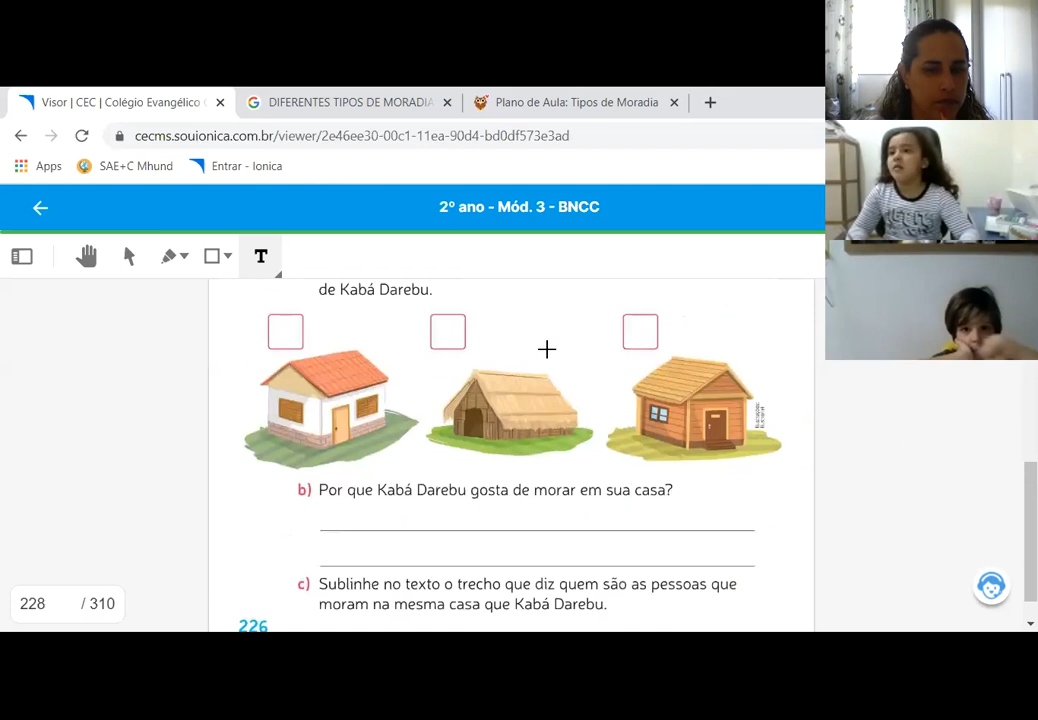 Visor | CEC | Colégio Evangélico
DIFERENTES TIPOS DE MORADIA
Plano de Aula: Tipos de Moradia
cecms.souionica.com.br/viewer/2e46ee30-00c1-11ea-90d4-bd0df573e3ad
Apps
SAE+C Mhund
Entrar - Ionica
2º ano - Mód. 3 - BNCC
T
de Kabá Darebu.
b) Por que Kabá Darebu gosta de morar em sua casa?
c) Sublinhe no texto o trecho que diz quem são as pessoas que
moram na mesma casa que Kabá Darebu.
228 / 310
226